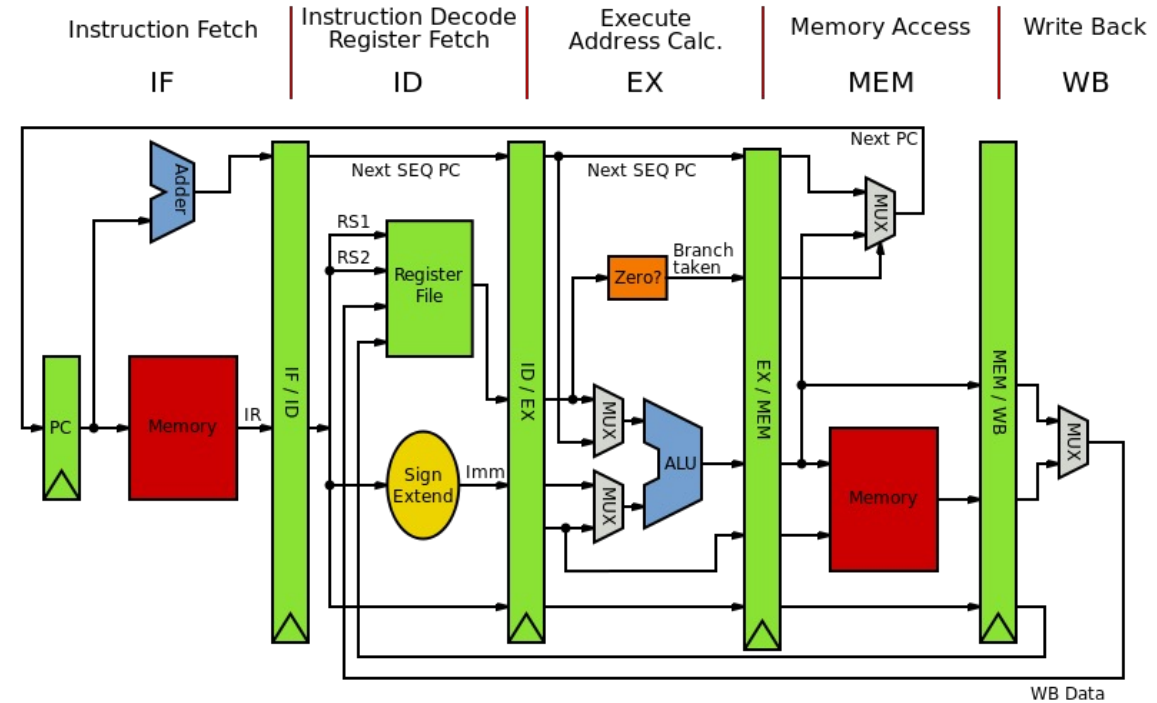 Instruction Fetch
IF
Instruction Decode
Register Fetch
ID
Execute
Address Calc.
EX
Memory Access
MEM
Write Back
WB
Next PC
Adder
Next SEQ PC
Next SEQ PC
MUX
RS1
RS2
Register
File
Branch
taken
Zero?
IF / ID
ID / EX
EX / MEM
MEM / WB
PC
Memory
IR
MUX
ALU
MUX
Sign
Extend
Imm
MUX
Memory
WB Data